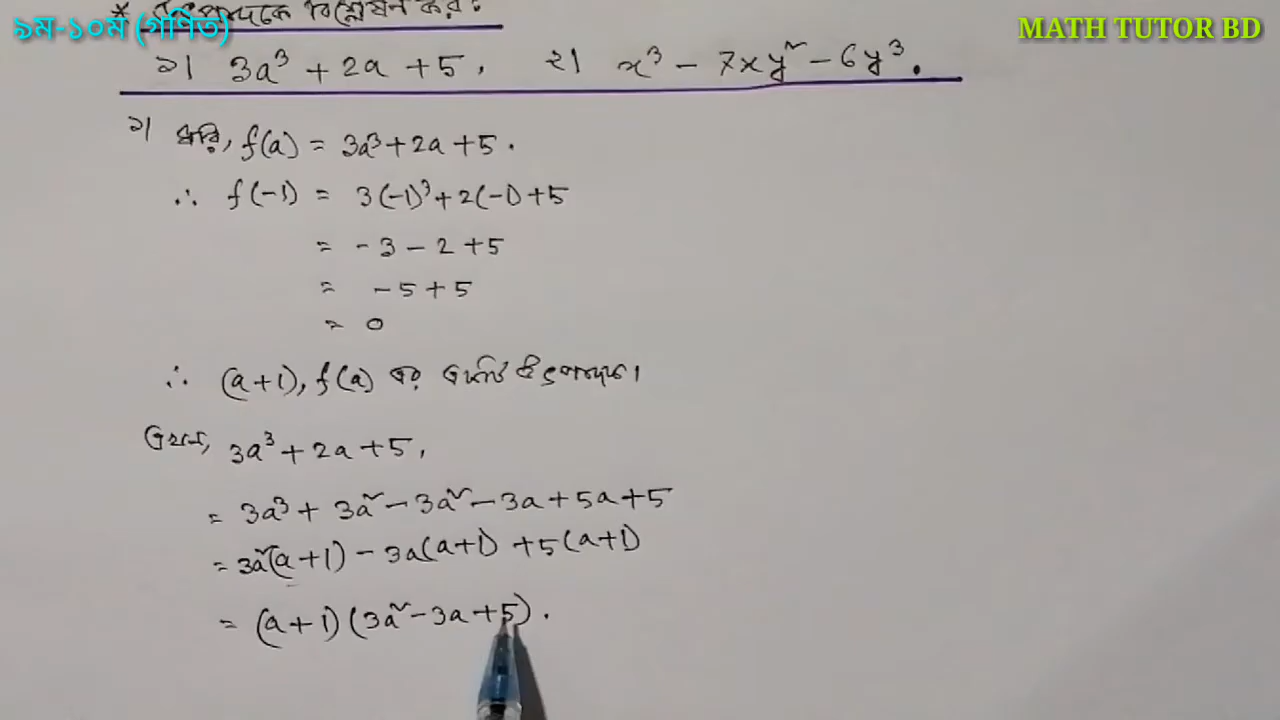 * উৎপাদকে বিশ্লেষন কর:
৯ম-১০ম (গণিত)
MATH TUTOR BD
১। 3a³ + 2a + 5, ২। x³ - 7xy² - 6y³.
১। ধরি, f(a) = 3a³ + 2a + 5.
∴ f(-1) = 3(-1)³ + 2(-1) + 5
= -3 - 2 + 5
= -5 + 5
= 0
∴ (a+1), f(a) এর একটি উৎপাদক।
এখন, 3a³ + 2a + 5,
= 3a³ + 3a² - 3a² - 3a + 5a + 5
= 3a²(a+1) - 3a(a+1) + 5(a+1)
= (a+1)(3a² - 3a + 5).